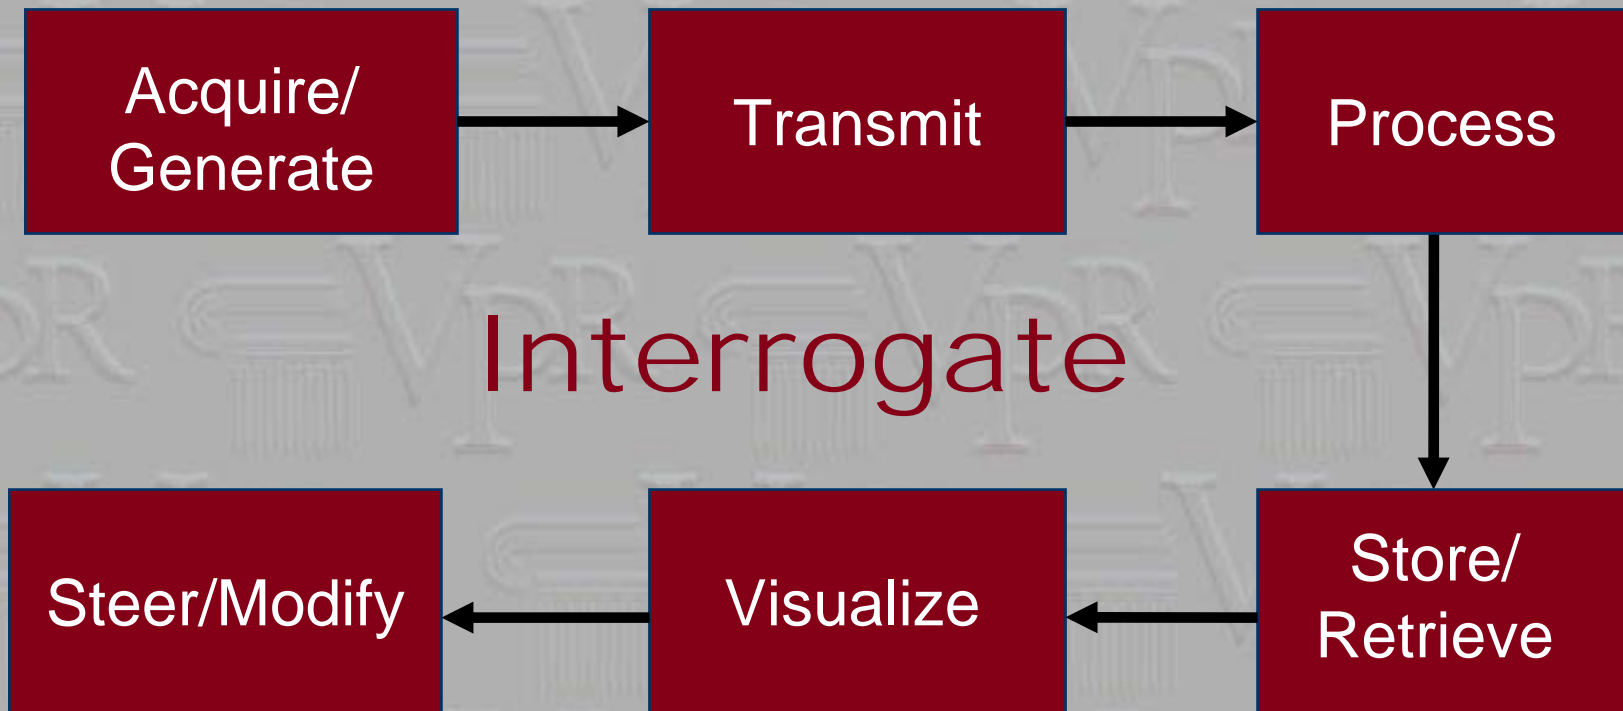 Acquire/
Generate
Transmit
Process
Interrogate
Steer/Modify
Visualize
Store/
Retrieve